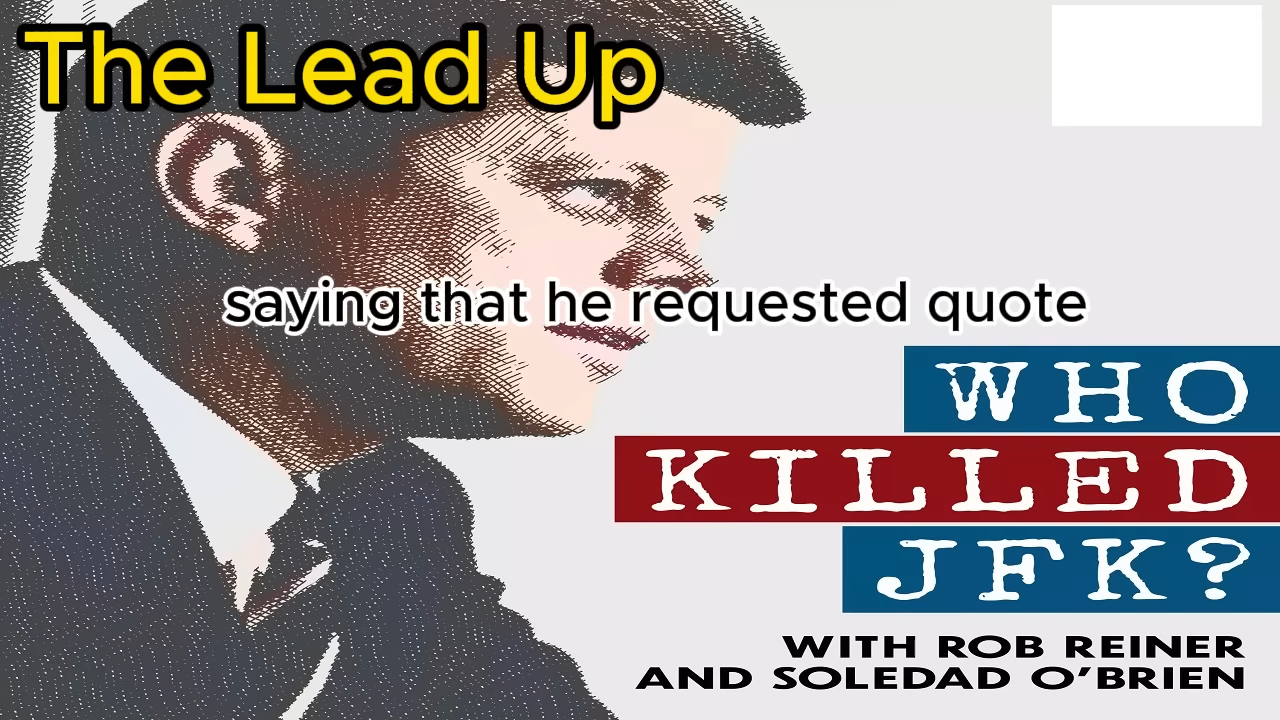 The Lead Up
saying that he requested quote
WHO
KILLED
JFK?
WITH ROB REINER
AND SOLEDAD O'BRIEN